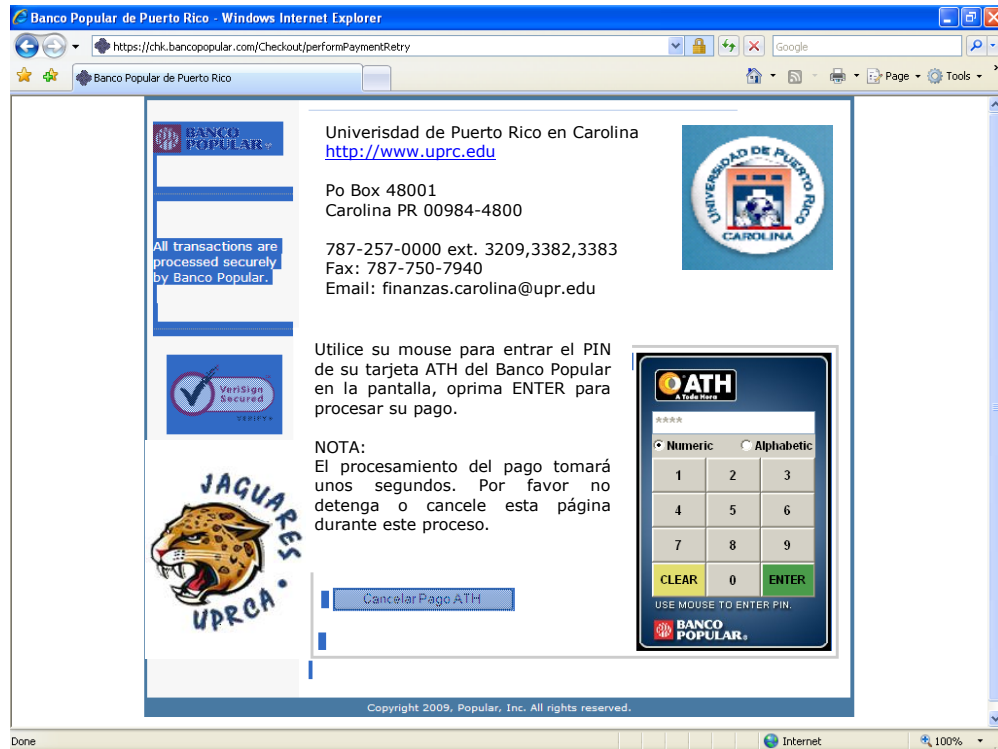 Banco Popular de Puerto Rico - Windows Internet Explorer
https://chk.bancopopular.com/Checkout/performPaymentRetry
Google
Banco Popular de Puerto Rico
Page
Tools
BANCO
POPULAR
All transactions are
processed securely
by Banco Popular.
VeriSign
Secured
VERIFY
JAGUARES
UPRCA
Univerisdad de Puerto Rico en Carolina
http://www.uprc.edu
Po Box 48001
Carolina PR 00984-4800
787-257-0000 ext. 3209,3382,3383
Fax: 787-750-7940
Email: finanzas.carolina@upr.edu
UNIVERSIDAD DE PUERTO RICO
CAROLINA
Utilice su mouse para entrar el PIN
de su tarjeta ATH del Banco Popular
en la pantalla, oprima ENTER para
procesar su pago.
NOTA:
El procesamiento del pago tomará
unos segundos. Por favor no
detenga o cancele esta página
durante este proceso.
Cancelar Pago ATH
ATH
A Toda Hora
****
Numeric Alphabetic
1 2 3
4 5 6
7 8 9
CLEAR 0 ENTER
USE MOUSE TO ENTER PIN.
BANCO
POPULAR®
Copyright 2009, Popular, Inc. All rights reserved.
Done
Internet
100%